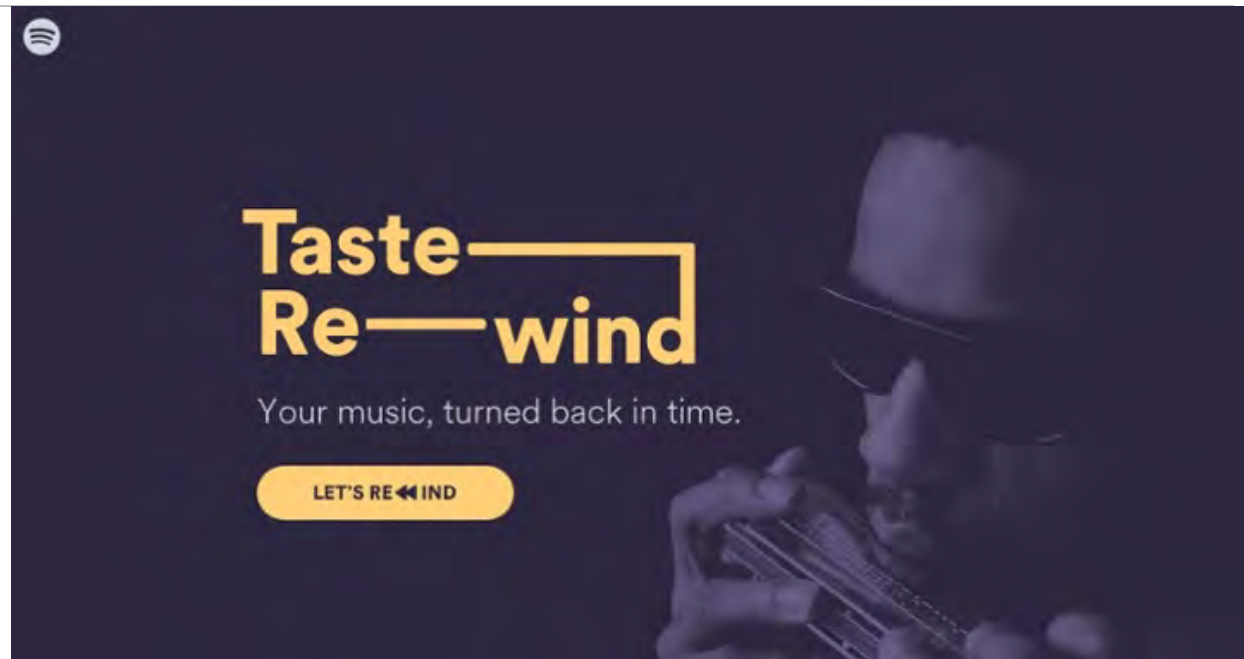 Taste
Re—wind
Your music, turned back in time.
LET'S RE⏪IND